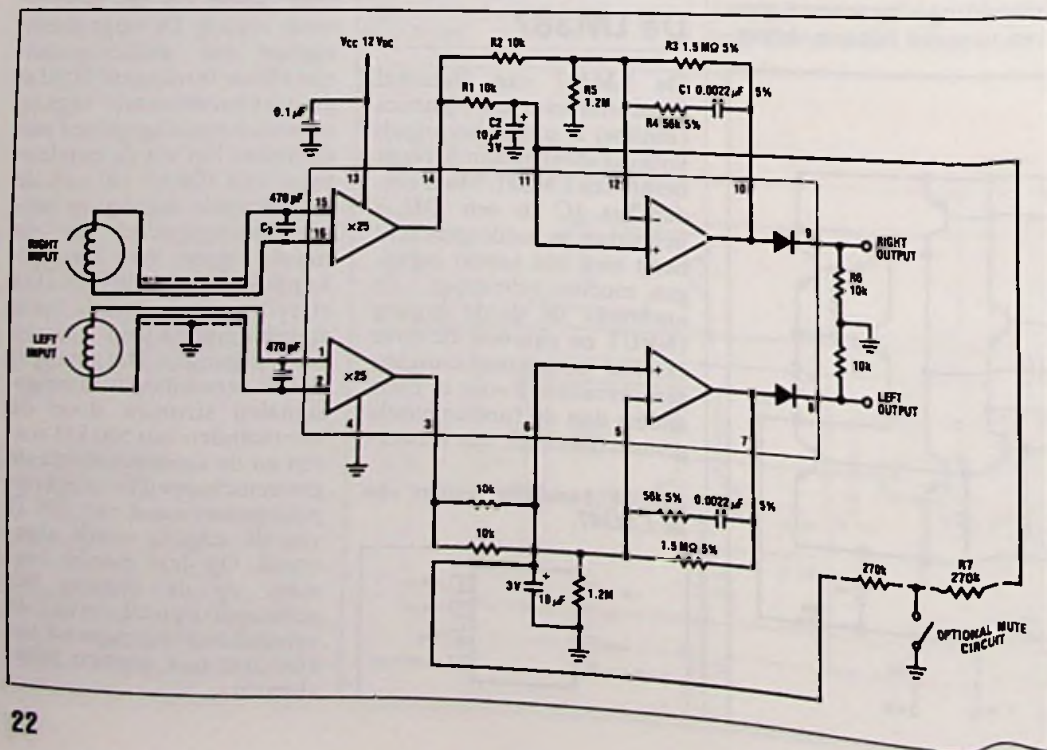 VCC 12 VDC
R2 10k
R3 1.5 MΩ 5%
R1 10k
R5
1.2M
C1 0.0022 µF 5%
R4 56k 5%
0.1 µF
C2
10 µF
3V
13
14
11
12
10
470 pF
C3
15
16
×25
RIGHT
INPUT
−
+
9
RIGHT
OUTPUT
R6
10k
LEFT
INPUT
470 pF
1
2
×25
4
3
6
+
−
5
7
8
10k
LEFT
OUTPUT
10k
10k
56k 5%
0.0022 µF
5%
1.5 MΩ 5%
3V
10 µF
1.2M
270k
R7
270k
OPTIONAL MUTE
CIRCUIT
22